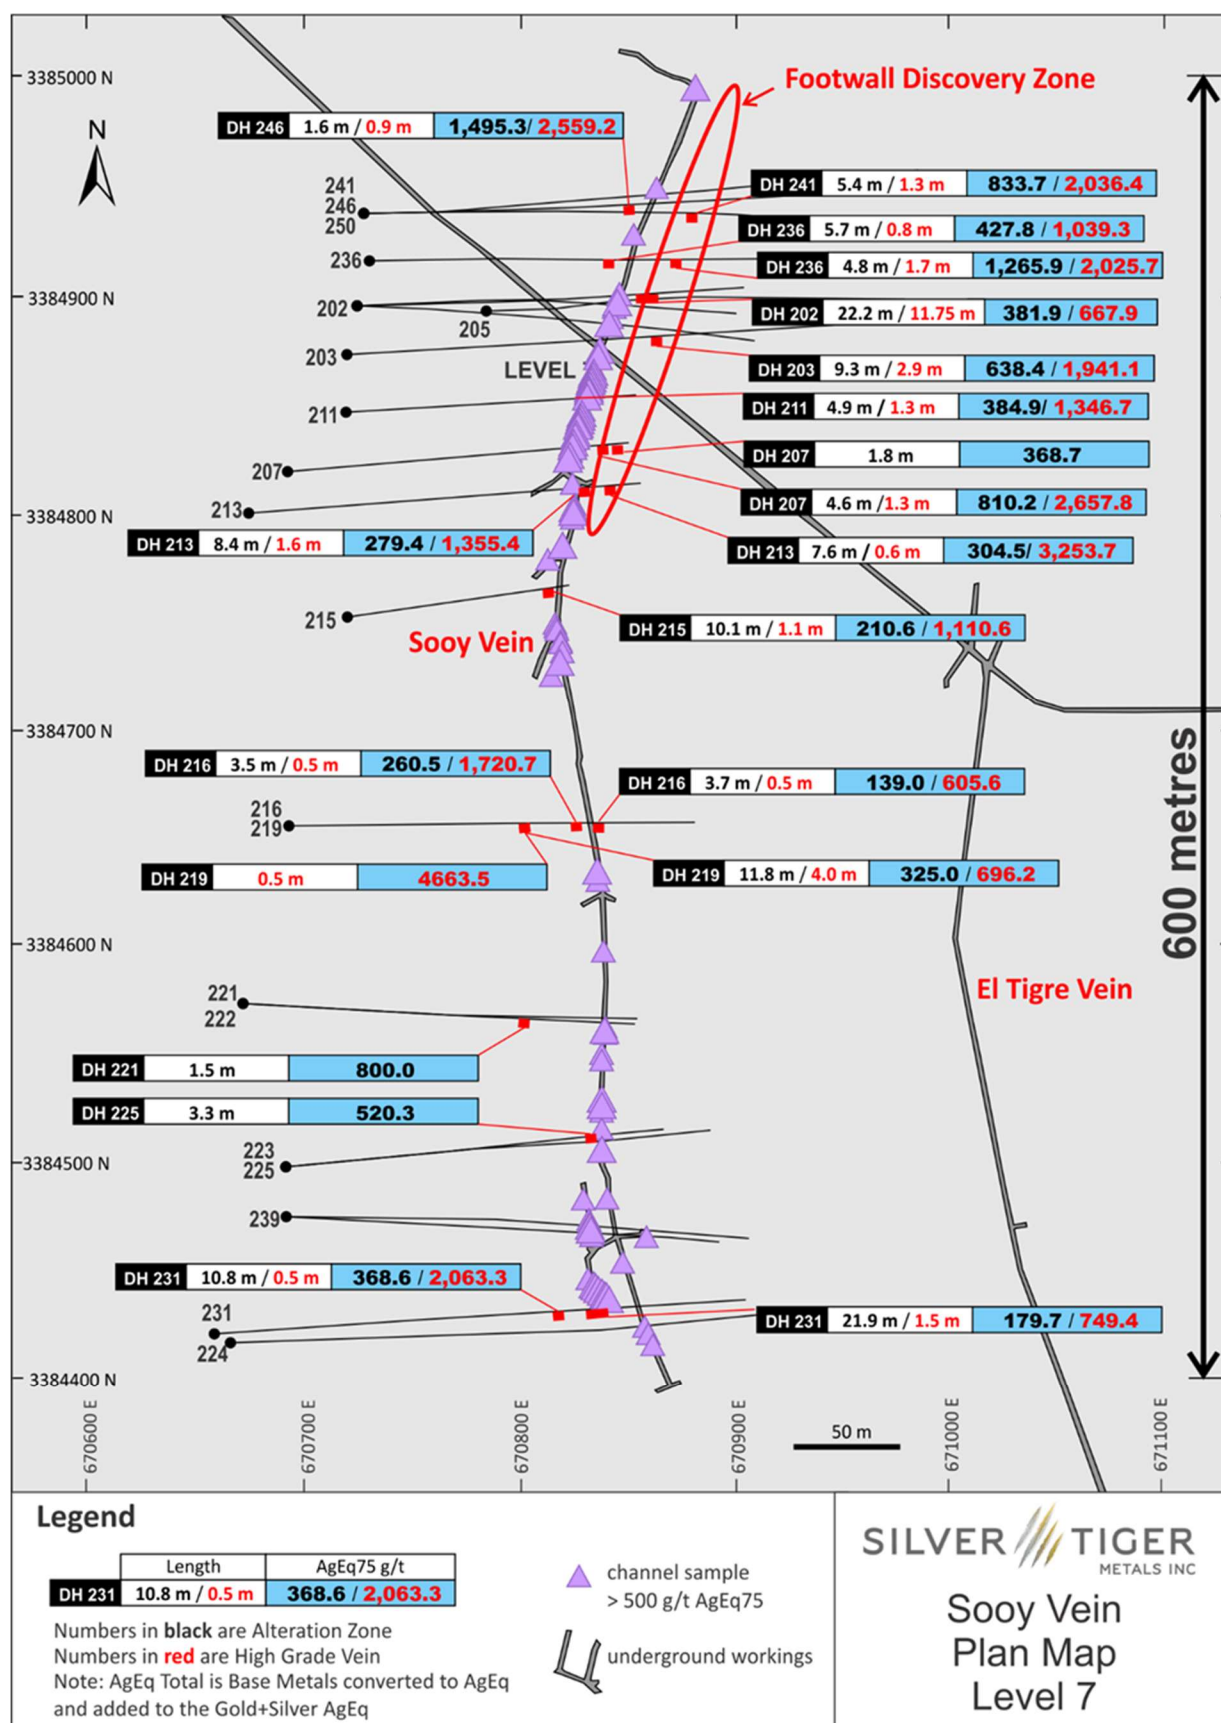 3385000 N
Footwall Discovery Zone
N
DH 246 1.6 m / 0.9 m 1,495.3/ 2,559.2
241
246
250
DH 241 5.4 m / 1.3 m 833.7 / 2,036.4
DH 236 5.7 m / 0.8 m 427.8 / 1,039.3
236
DH 236 4.8 m / 1.7 m 1,265.9 / 2,025.7
3384900 N
202
205
DH 202 22.2 m / 11.75 m 381.9 / 667.9
203
LEVEL
DH 203 9.3 m / 2.9 m 638.4 / 1,941.1
211
DH 211 4.9 m / 1.3 m 384.9/ 1,346.7
207
DH 207 1.8 m 368.7
213
DH 207 4.6 m /1.3 m 810.2 / 2,657.8
3384800 N
DH 213 8.4 m / 1.6 m 279.4 / 1,355.4
DH 213 7.6 m / 0.6 m 304.5/ 3,253.7
215
DH 215 10.1 m / 1.1 m 210.6 / 1,110.6
Sooy Vein
3384700 N
600 metres
DH 216 3.5 m / 0.5 m 260.5 / 1,720.7
DH 216 3.7 m / 0.5 m 139.0 / 605.6
216
219
DH 219 0.5 m 4663.5
DH 219 11.8 m / 4.0 m 325.0 / 696.2
3384600 N
El Tigre Vein
221
222
DH 221 1.5 m 800.0
DH 225 3.3 m 520.3
3384500 N
223
225
239
DH 231 10.8 m / 0.5 m 368.6 / 2,063.3
231
224
DH 231 21.9 m / 1.5 m 179.7 / 749.4
3384400 N
670600 E
670700 E
670800 E
670900 E
671000 E
671100 E
50 m
Legend
Length AgEq75 g/t
DH 231 10.8 m / 0.5 m 368.6 / 2,063.3
Numbers in black are Alteration Zone
Numbers in red are High Grade Vein
Note: AgEq Total is Base Metals converted to AgEq
and added to the Gold+Silver AgEq
channel sample
> 500 g/t AgEq75
underground workings
SILVER TIGER
METALS INC
Sooy Vein
Plan Map
Level 7